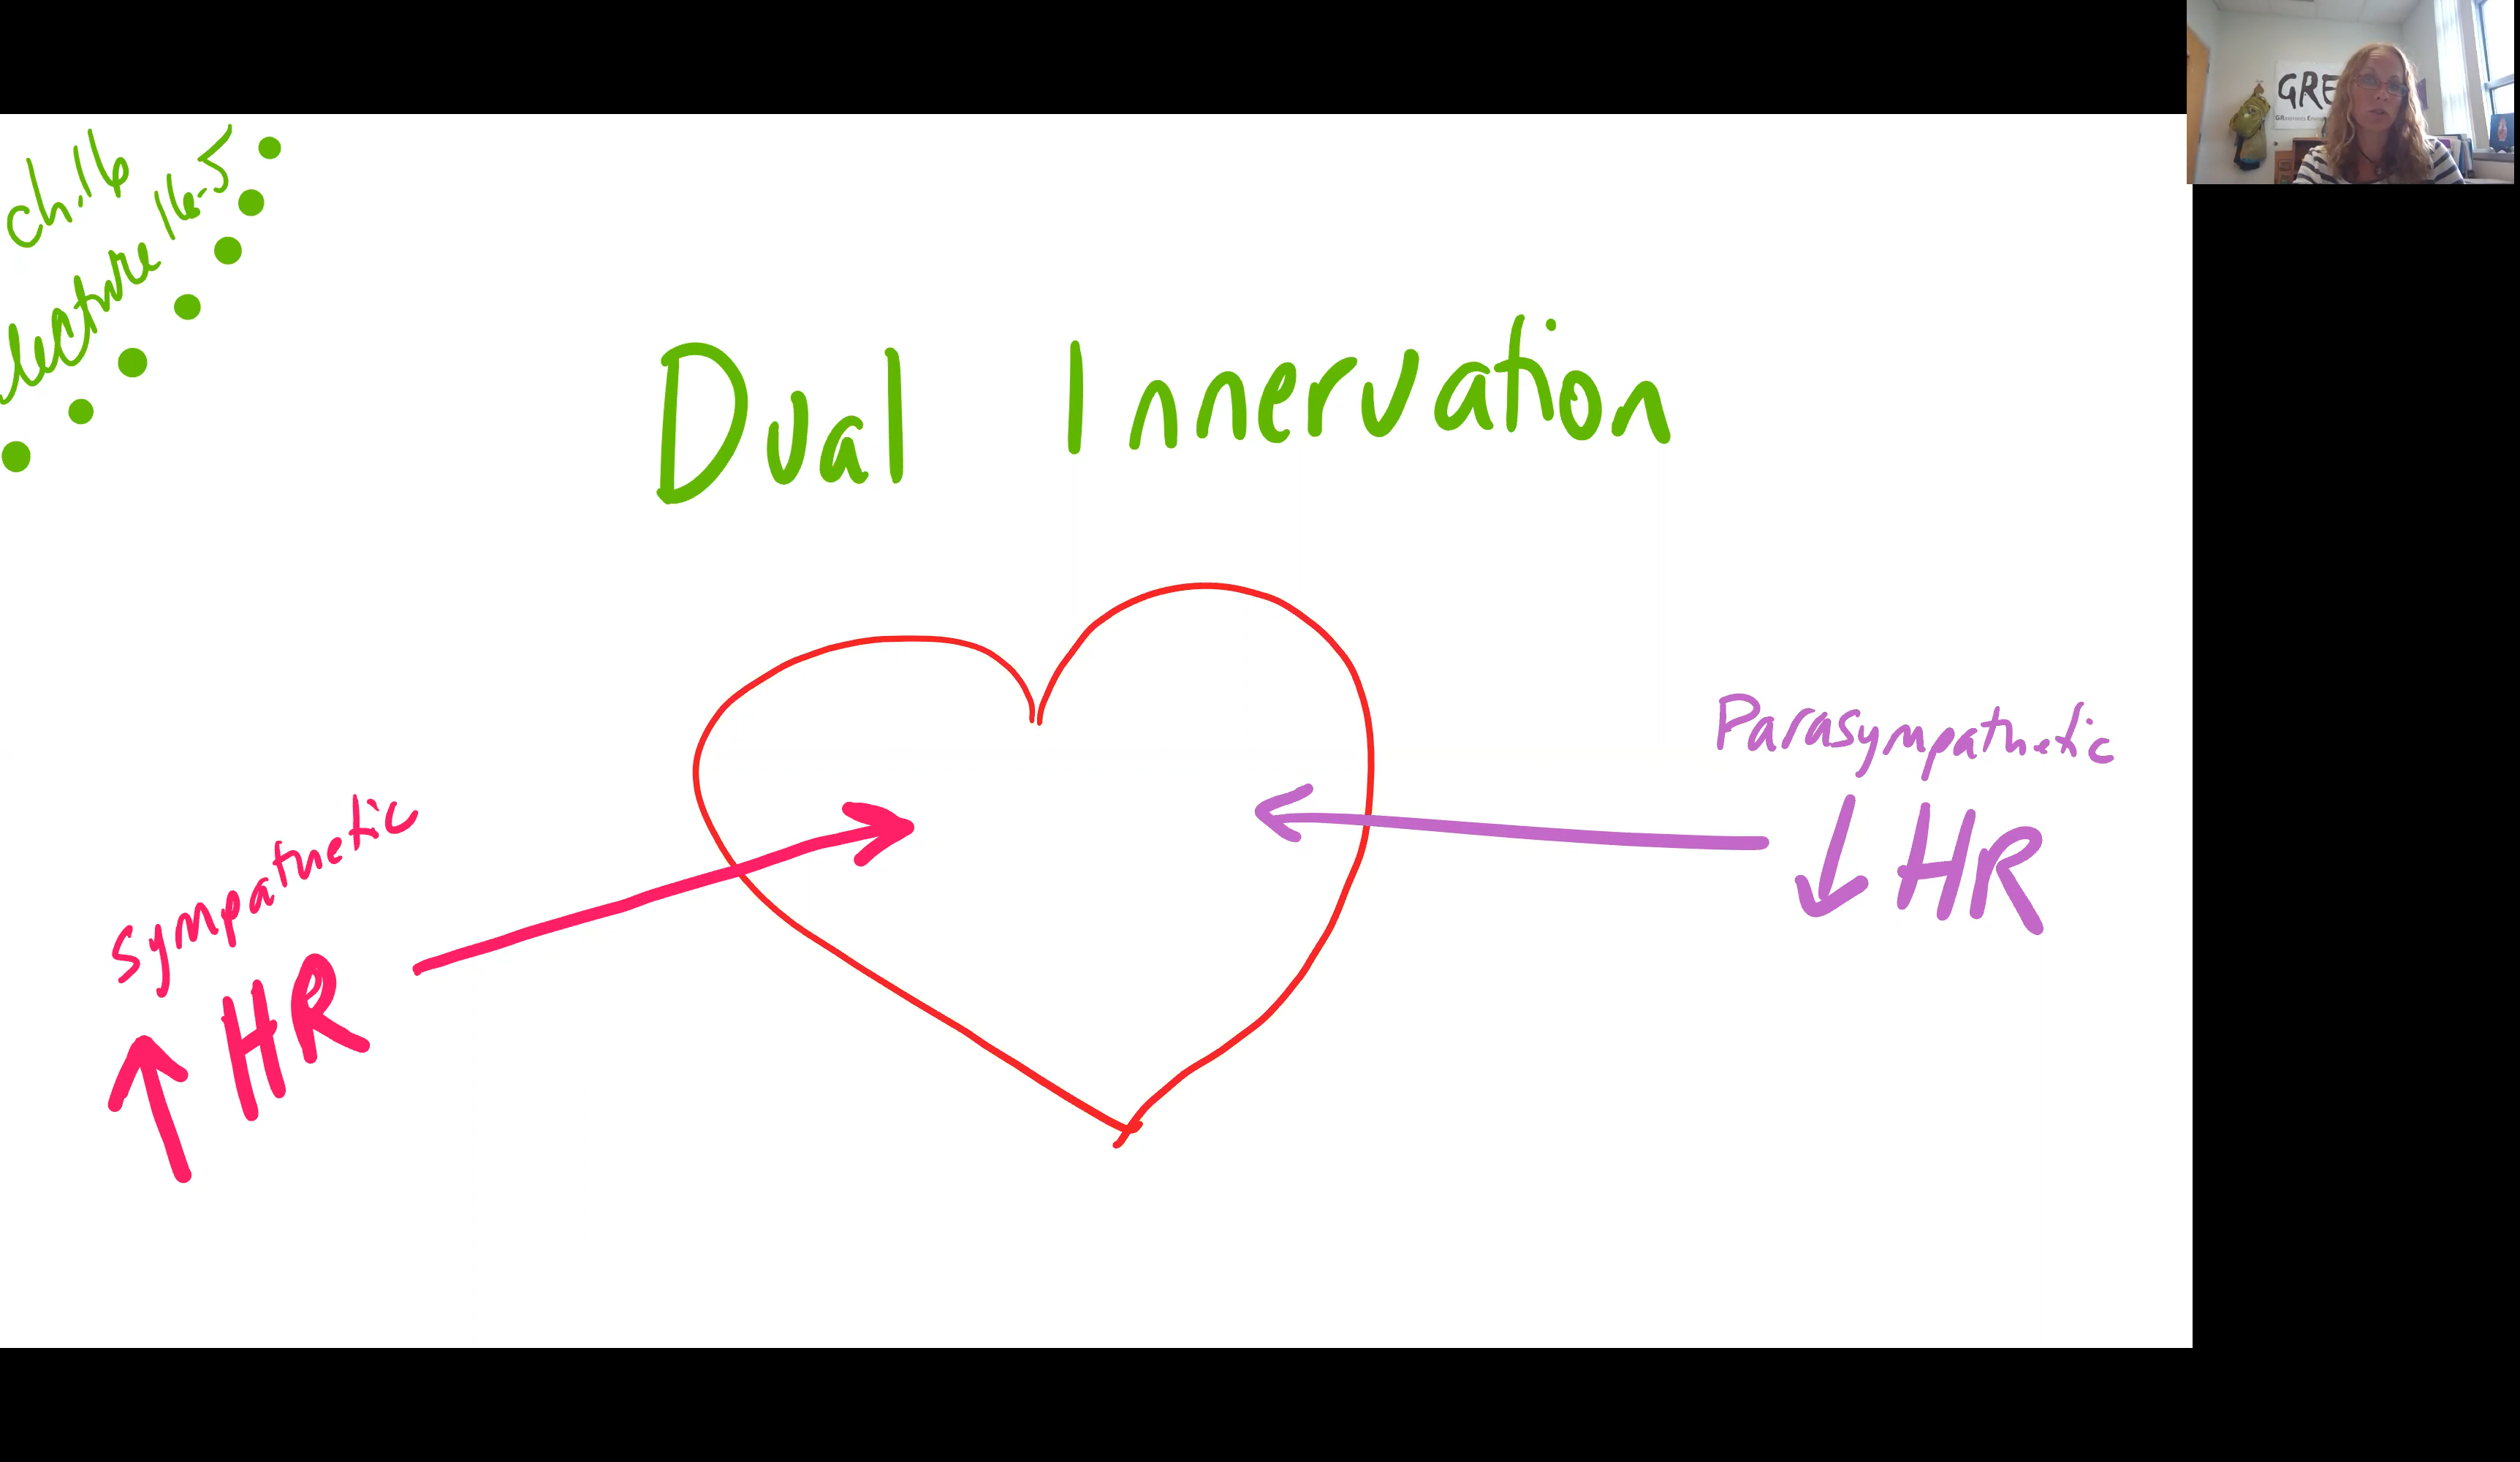 Ch. 16
Lecture 16-5
Dual Innervation
Sympathetic
↑ HR
Parasympathetic
↓ HR
GRE